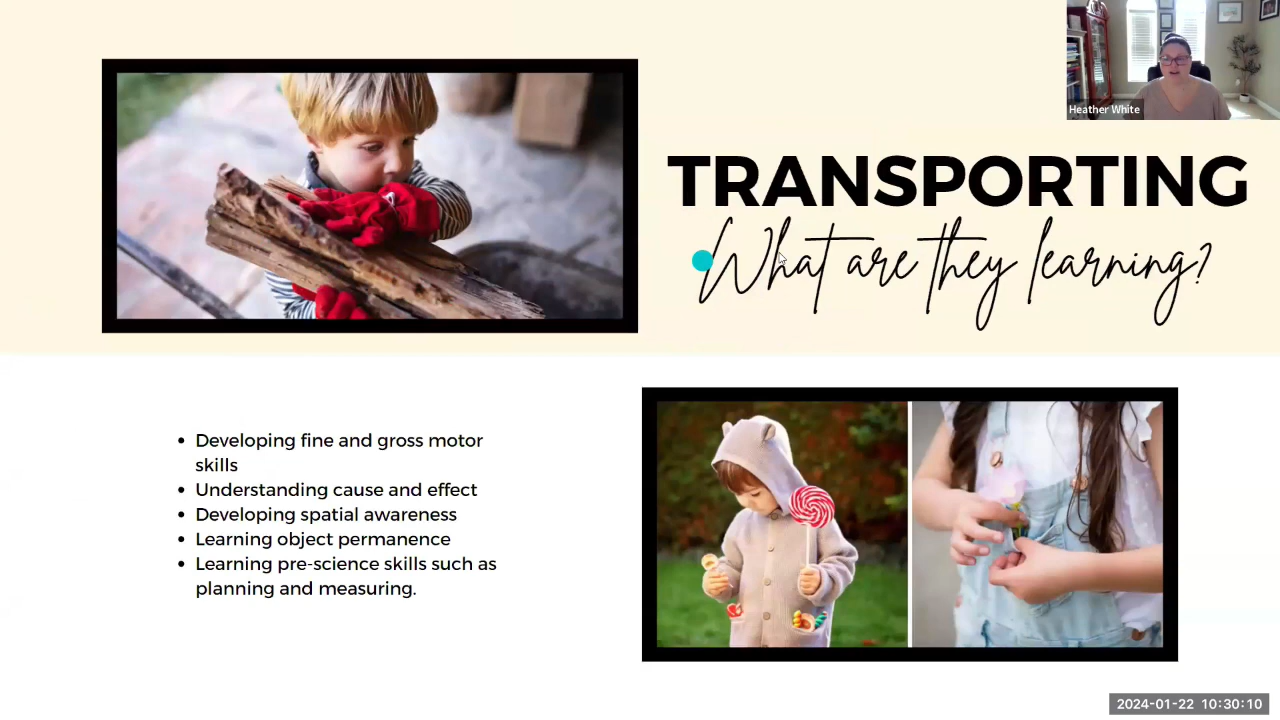 Heather White
TRANSPORTING
What are they learning?
• Developing fine and gross motor
skills
• Understanding cause and effect
• Developing spatial awareness
• Learning object permanence
• Learning pre-science skills such as
planning and measuring.
2024-01-22 10:30:10